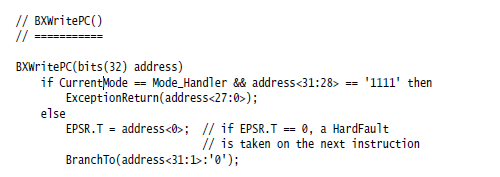 // BXWritePC()
// ===========
BXWritePC(bits(32) address)
if CurrentMode == Mode_Handler && address<31:28> == '1111' then
ExceptionReturn(address<27:0>);
else
EPSR.T = address<0>; // if EPSR.T == 0, a HardFault
// is taken on the next instruction
BranchTo(address<31:1>:'0');